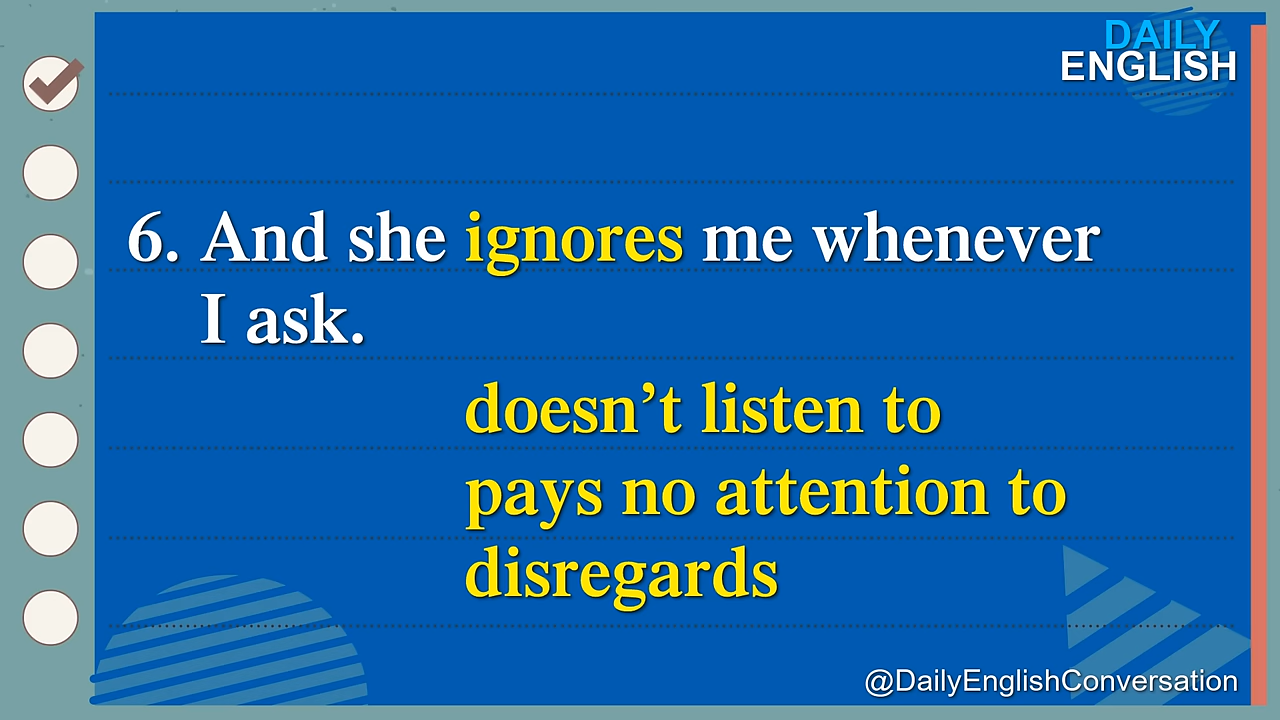 DAILY
ENGLISH
6. And she ignores me whenever
I ask.
doesn’t listen to
pays no attention to
disregards
@DailyEnglishConversation